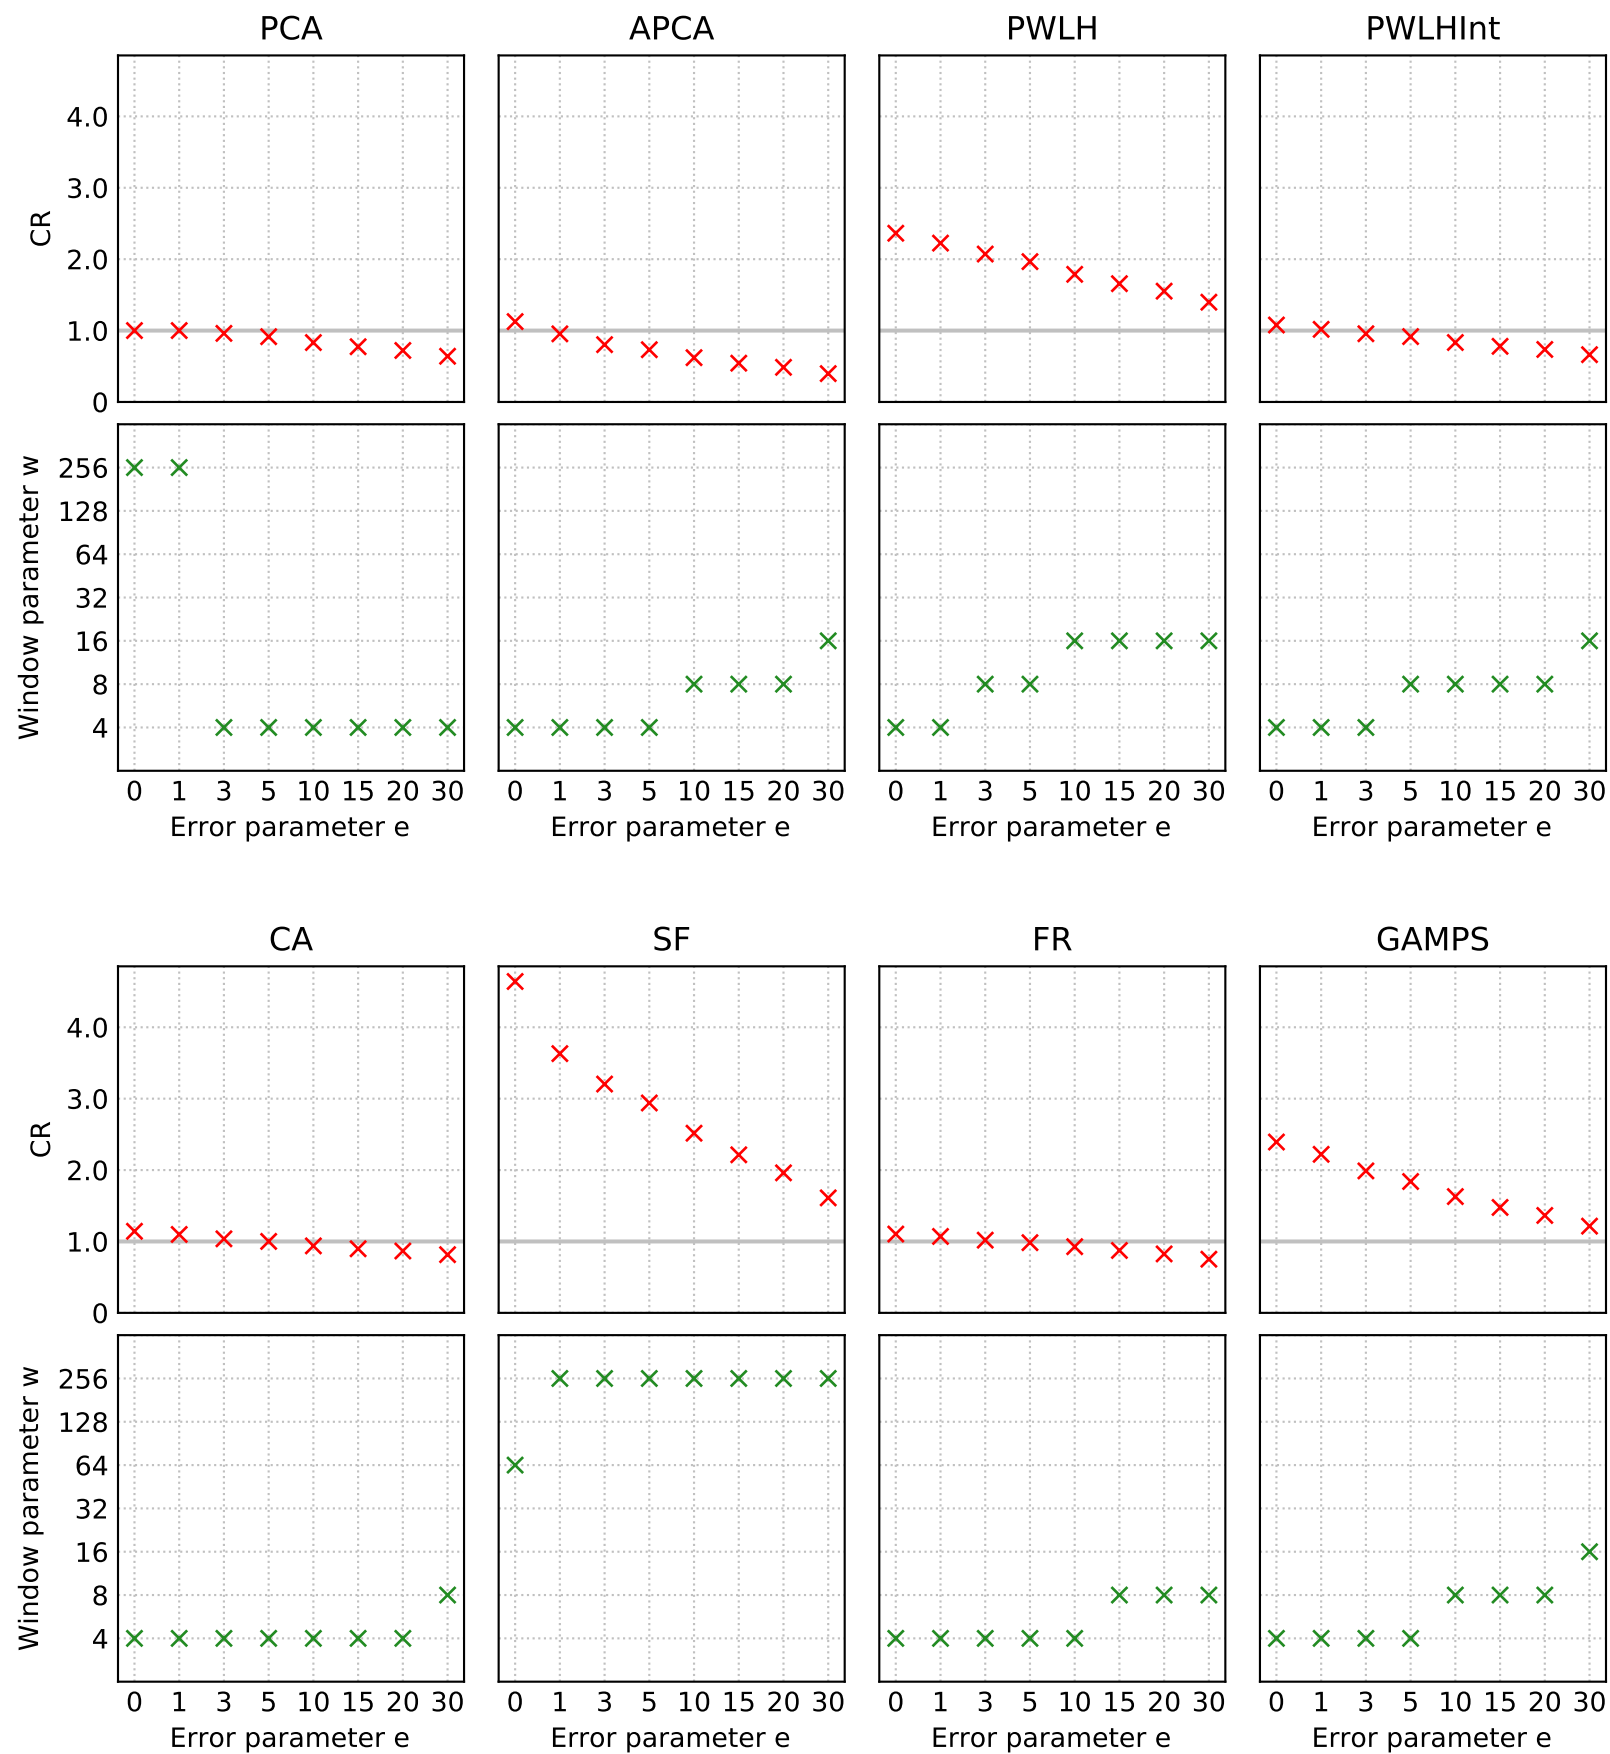 PCA APCA PWLH PWLHInt
4.0
3.0
2.0
1.0
0
CR
256
128
64
32
16
8
4
Window parameter w
0 1 3 5 10 15 20 30 0 1 3 5 10 15 20 30 0 1 3 5 10 15 20 30 0 1 3 5 10 15 20 30
Error parameter e Error parameter e Error parameter e Error parameter e
CA SF FR GAMPS
4.0
3.0
2.0
1.0
0
CR
256
128
64
32
16
8
4
Window parameter w
0 1 3 5 10 15 20 30 0 1 3 5 10 15 20 30 0 1 3 5 10 15 20 30 0 1 3 5 10 15 20 30
Error parameter e Error parameter e Error parameter e Error parameter e